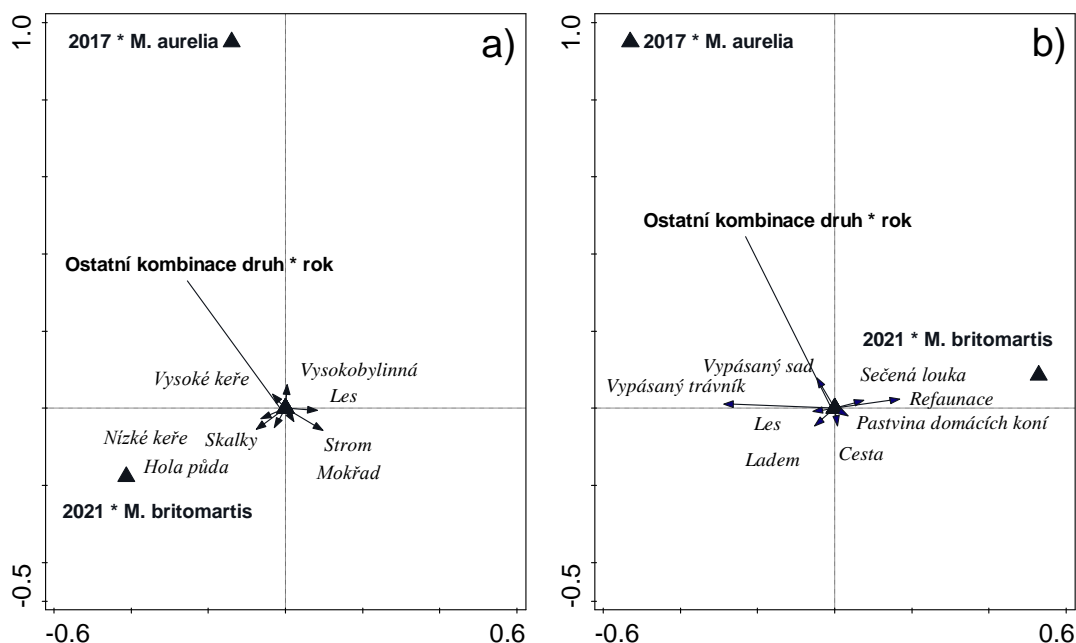 a)
1.0
2017 * M. aurelia
Ostatní kombinace druh * rok
Vysoké keře
Vysokobylinná
Les
Nízké keře
Skalky
Strom
Hola půda
Mokřad
2021 * M. britomartis
-0.5
-0.6
0.6
b)
1.0
2017 * M. aurelia
Ostatní kombinace druh * rok
2021 * M. britomartis
Vypásaný sad
Sečená louka
Vypásaný trávník
Refaunace
Les
Pastvina domácích koní
Ladem
Cesta
-0.5
-0.6
0.6